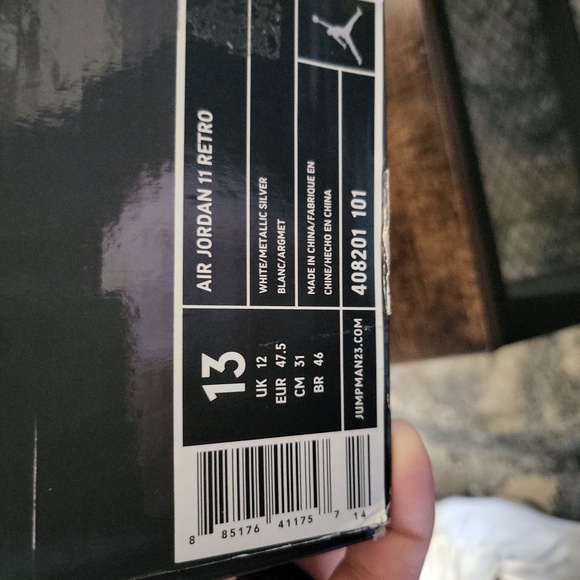 AIR JORDAN 11 RETRO
WHITE/METALLIC SILVER
BLANC/ARGMET
MADE IN CHINA/FABRIQUE EN
CHINE/HECHO EN CHINA
408201 101
13
UK 12
EUR 47.5
CM 31
BR 46
JUMPMAN23.COM
8 85176 41175 7 14